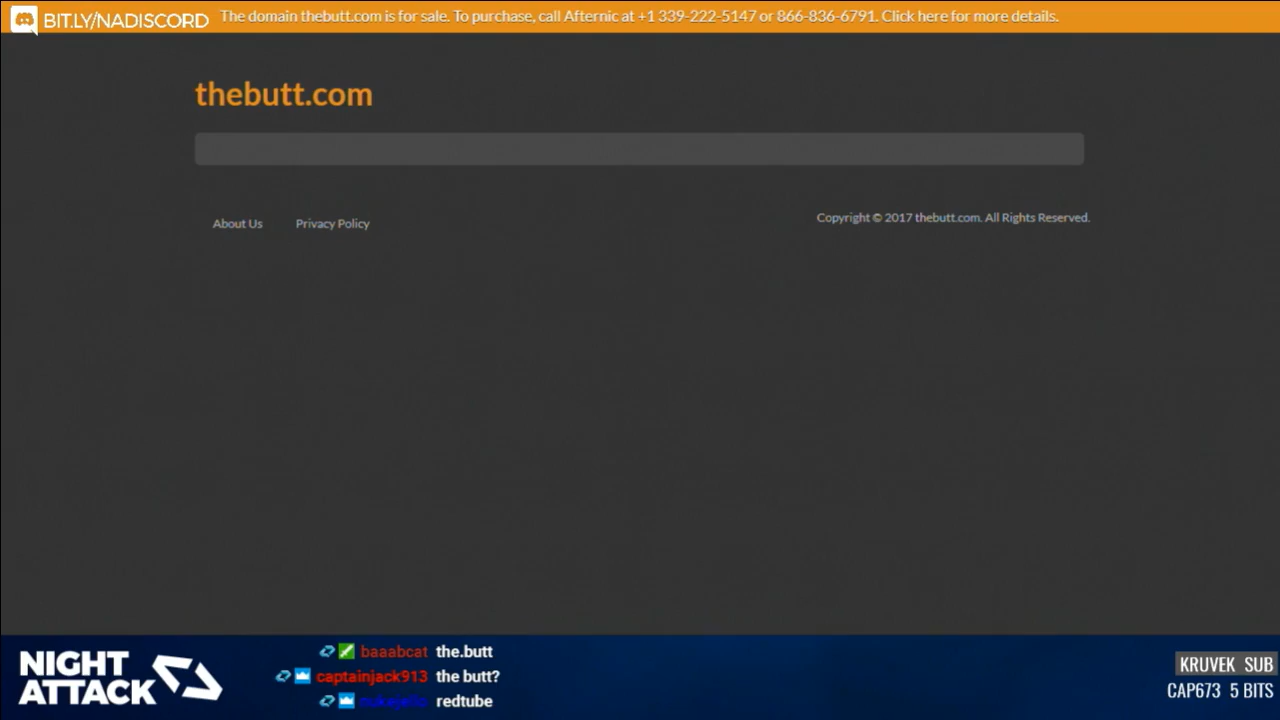 BIT.LY/NADISCORD
The domain thebutt.com is for sale. To purchase, call Afternic at +1 339-222-5147 or 866-836-6791. Click here for more details.
thebutt.com
About Us
Privacy Policy
Copyright © 2017 thebutt.com. All Rights Reserved.
NIGHT
ATTACK
baaabcat the.butt
captainjack913 the butt?
nukejello redtube
KRUVEK SUB
CAP673 5 BITS